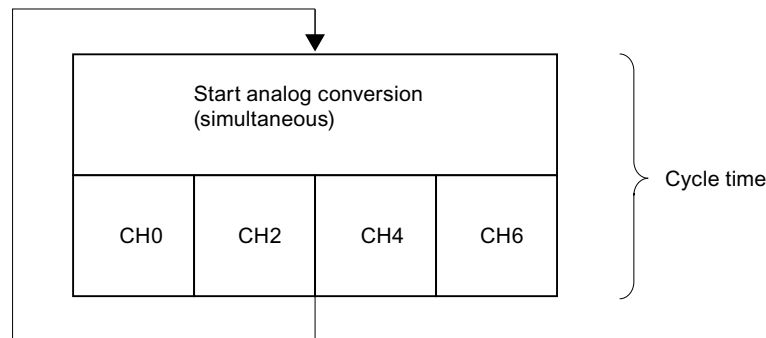 Start analog conversion
(simultaneous)
Cycle time
CH0 CH2 CH4 CH6